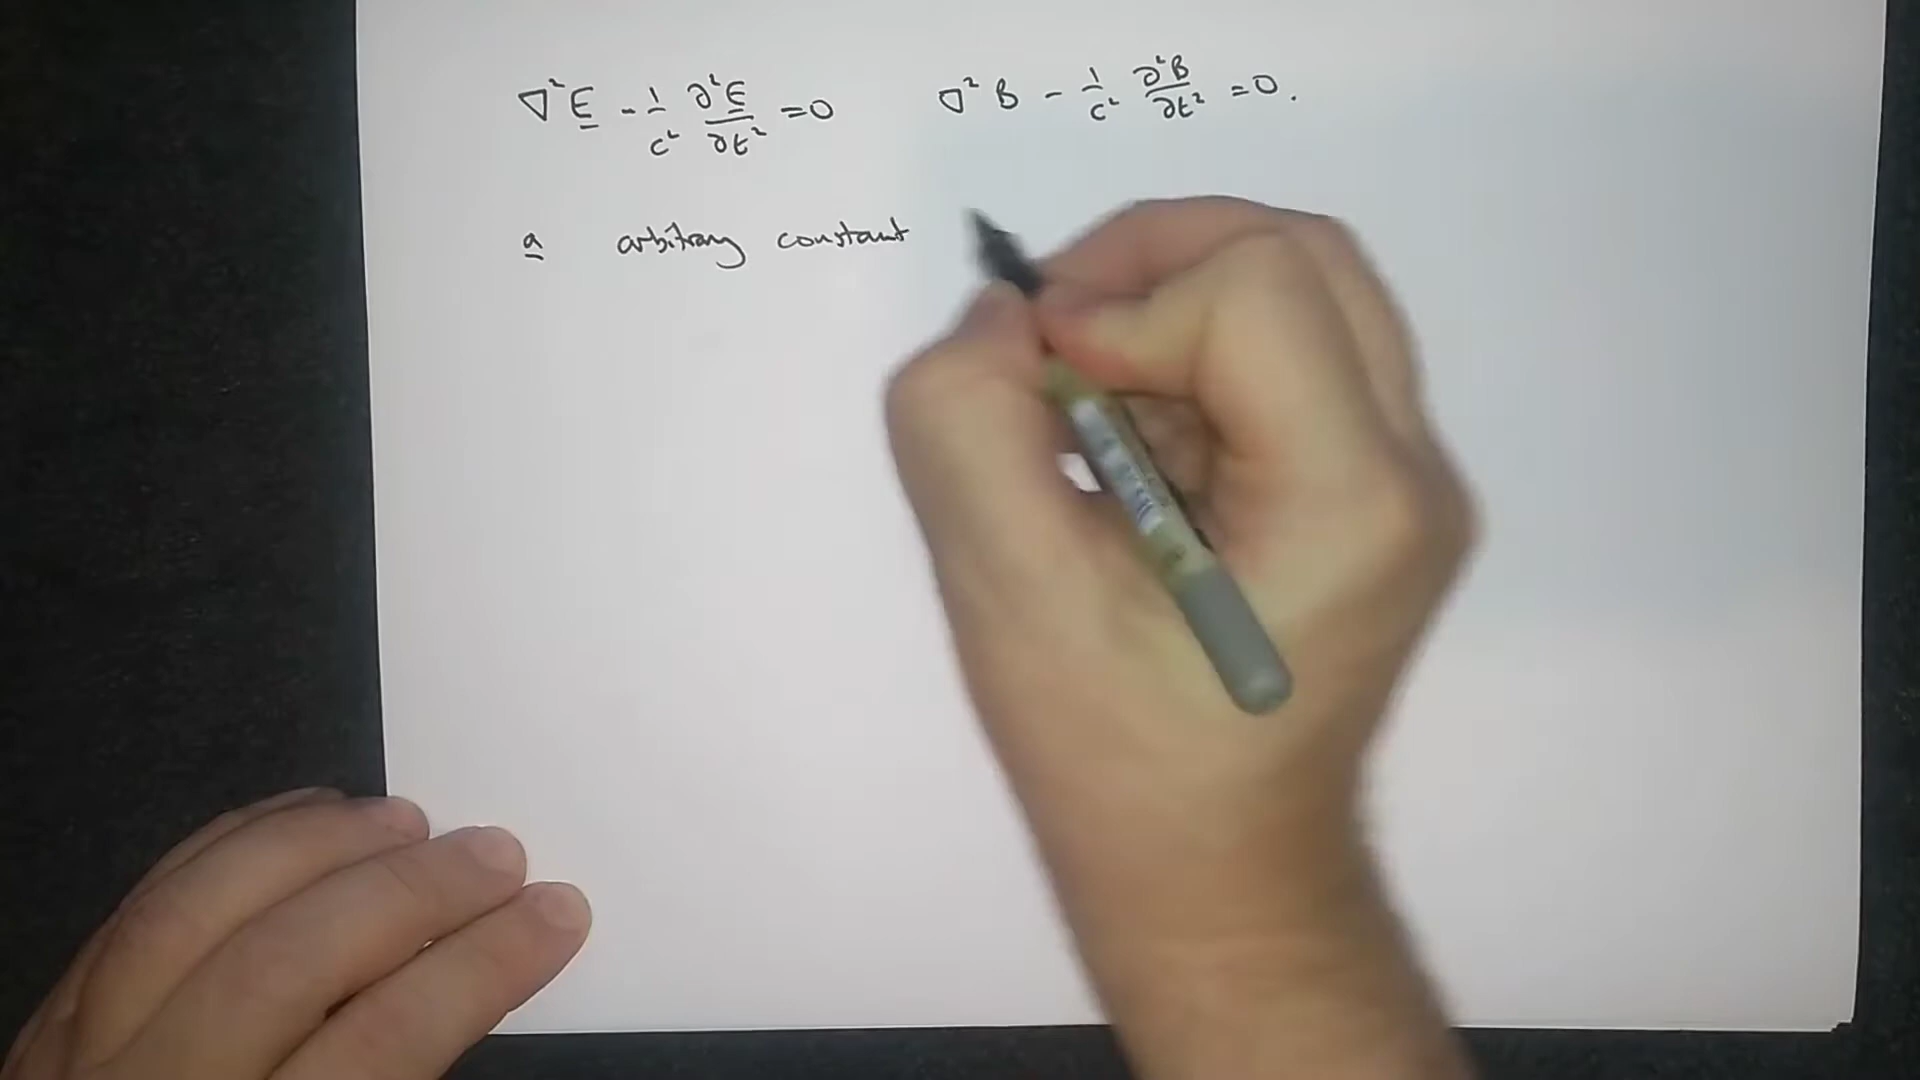 ∇²E̲ - 1/c² ∂²E̲/∂t² = 0    ∇²B - 1/c² ∂²B/∂t² = 0.
a̲ arbitrary constant